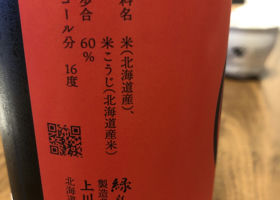 料名 米(北海道産)、
米こうじ(北海道産米)
歩合 60%
コール分 16度
製造
上川
北海道